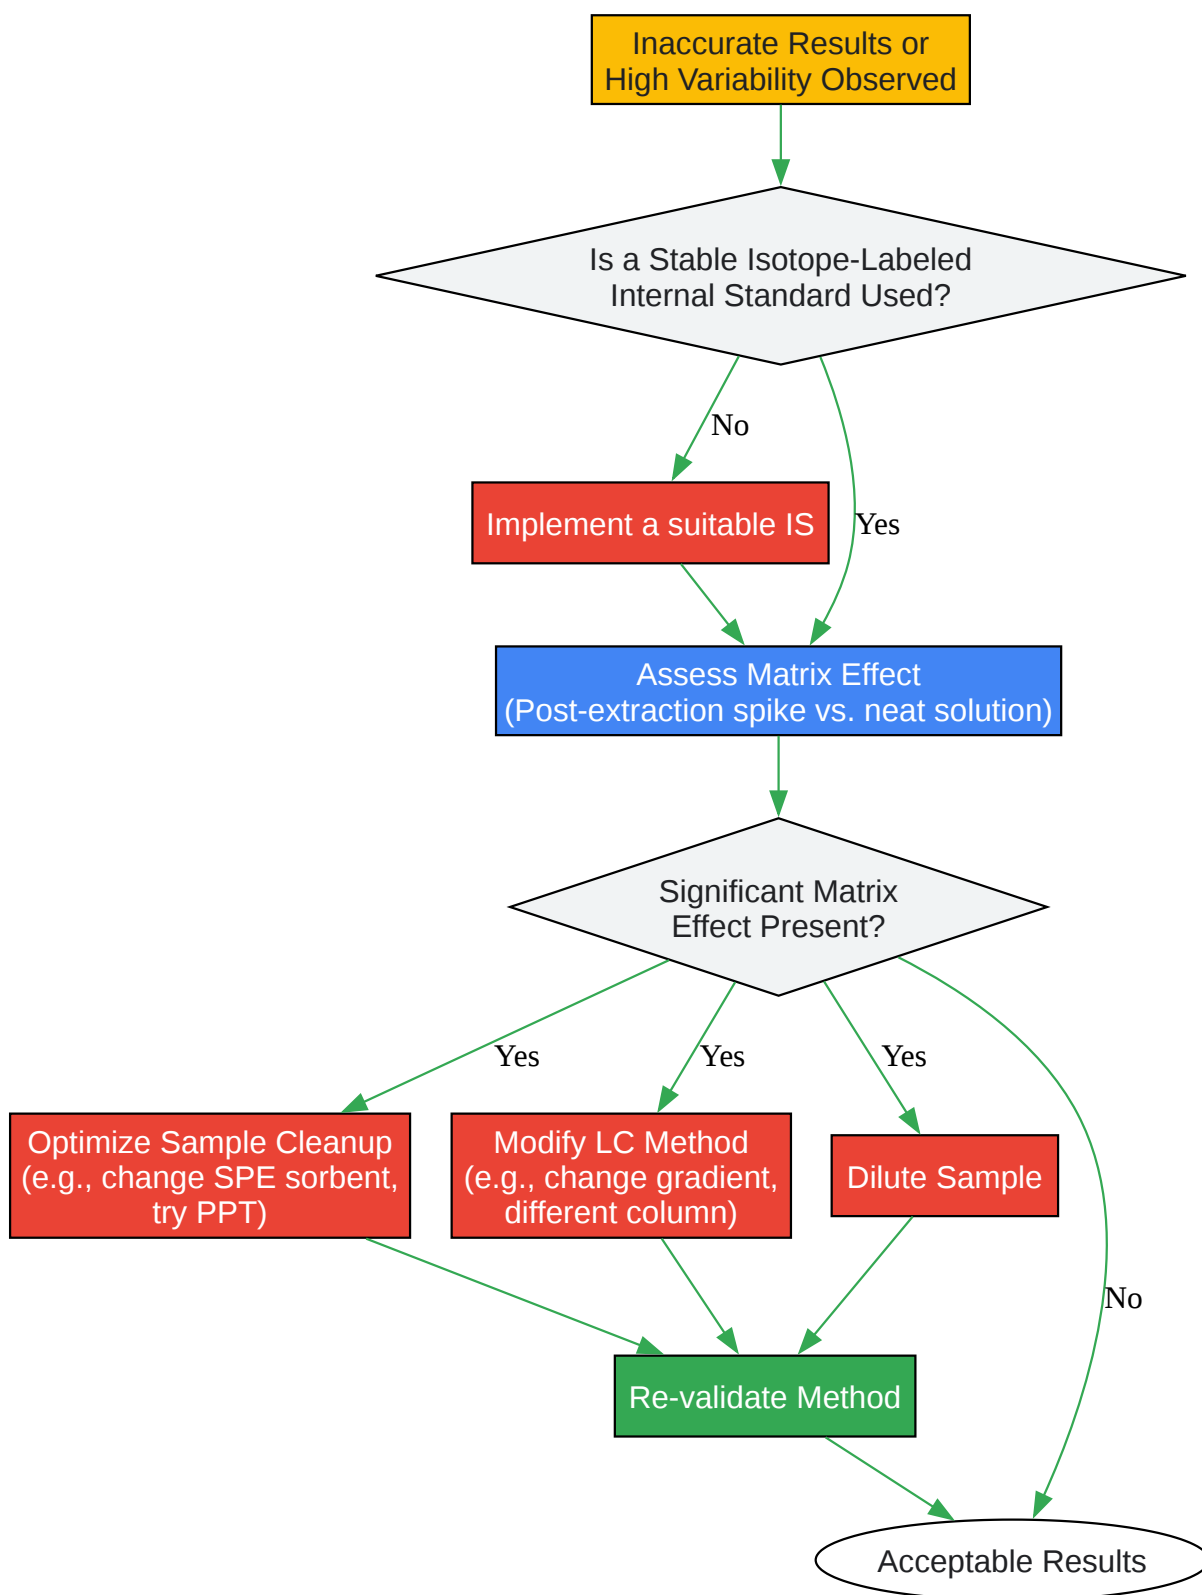 Inaccurate Results or
High Variability Observed
Is a Stable Isotope-Labeled
Internal Standard Used?
No
Implement a suitable IS
Yes
Assess Matrix Effect
(Post-extraction spike vs. neat solution)
Significant Matrix
Effect Present?
Yes
Yes
Yes
Optimize Sample Cleanup
(e.g., change SPE sorbent,
try PPT)
Modify LC Method
(e.g., change gradient,
different column)
Dilute Sample
No
Re-validate Method
Acceptable Results